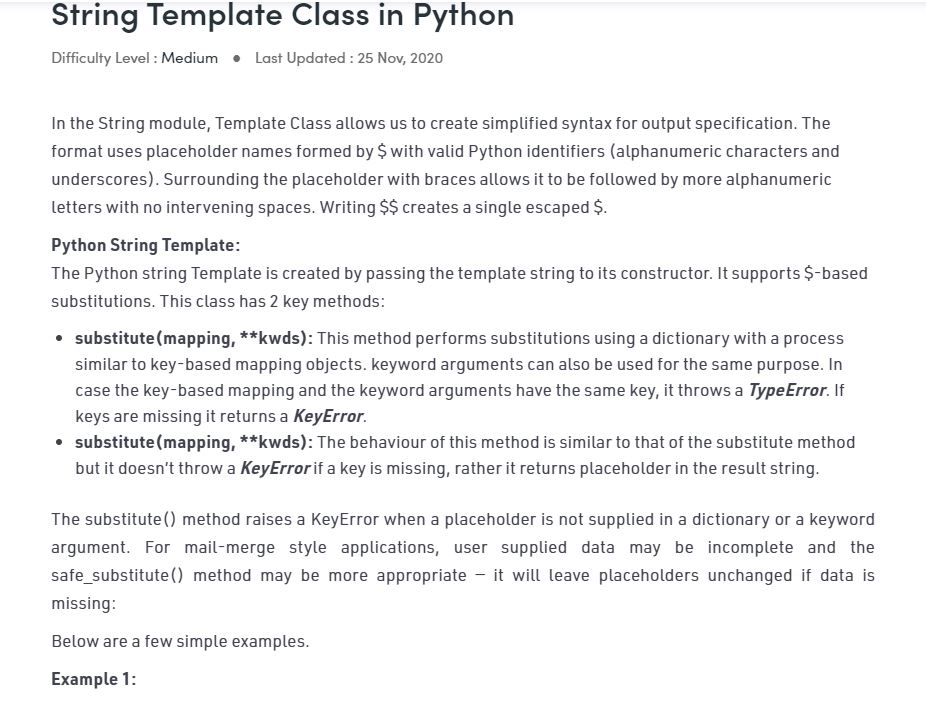 String Template Class in Python
Difficulty Level : Medium ● Last Updated : 25 Nov, 2020
In the String module, Template Class allows us to create simplified syntax for output specification. The
format uses placeholder names formed by $ with valid Python identifiers (alphanumeric characters and
underscores). Surrounding the placeholder with braces allows it to be followed by more alphanumeric
letters with no intervening spaces. Writing $$ creates a single escaped $.
Python String Template:
The Python string Template is created by passing the template string to its constructor. It supports $-based
substitutions. This class has 2 key methods:
• substitute(mapping, **kwds): This method performs substitutions using a dictionary with a process
similar to key-based mapping objects. keyword arguments can also be used for the same purpose. In
case the key-based mapping and the keyword arguments have the same key, it throws a TypeError. If
keys are missing it returns a KeyError.
• substitute(mapping, **kwds): The behaviour of this method is similar to that of the substitute method
but it doesn't throw a KeyError if a key is missing, rather it returns placeholder in the result string.
The substitute() method raises a KeyError when a placeholder is not supplied in a dictionary or a keyword
argument. For mail-merge style applications, user supplied data may be incomplete and the
safe_substitute() method may be more appropriate — it will leave placeholders unchanged if data is
missing:
Below are a few simple examples.
Example 1: